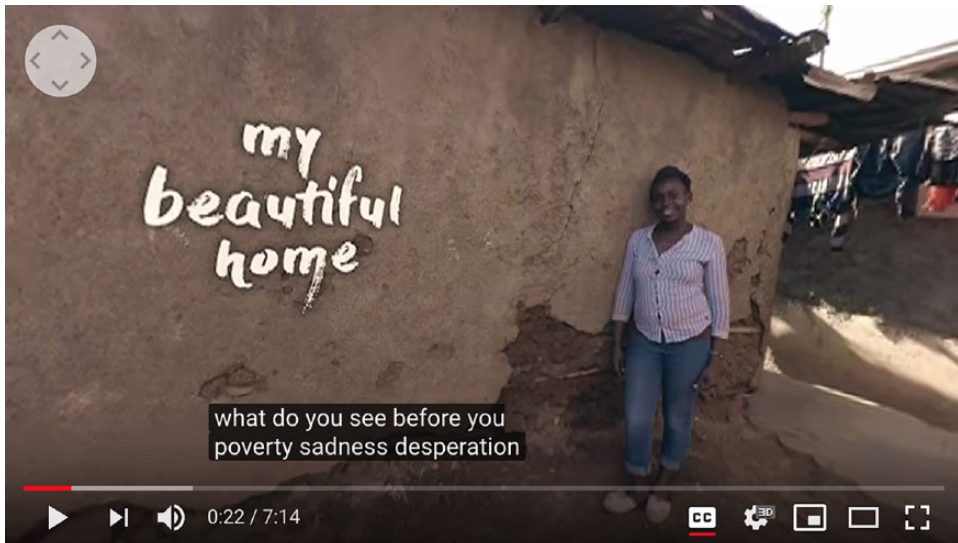 my
beautiful
home
what do you see before you
poverty sadness desperation
0:22 / 7:14
CC
3D